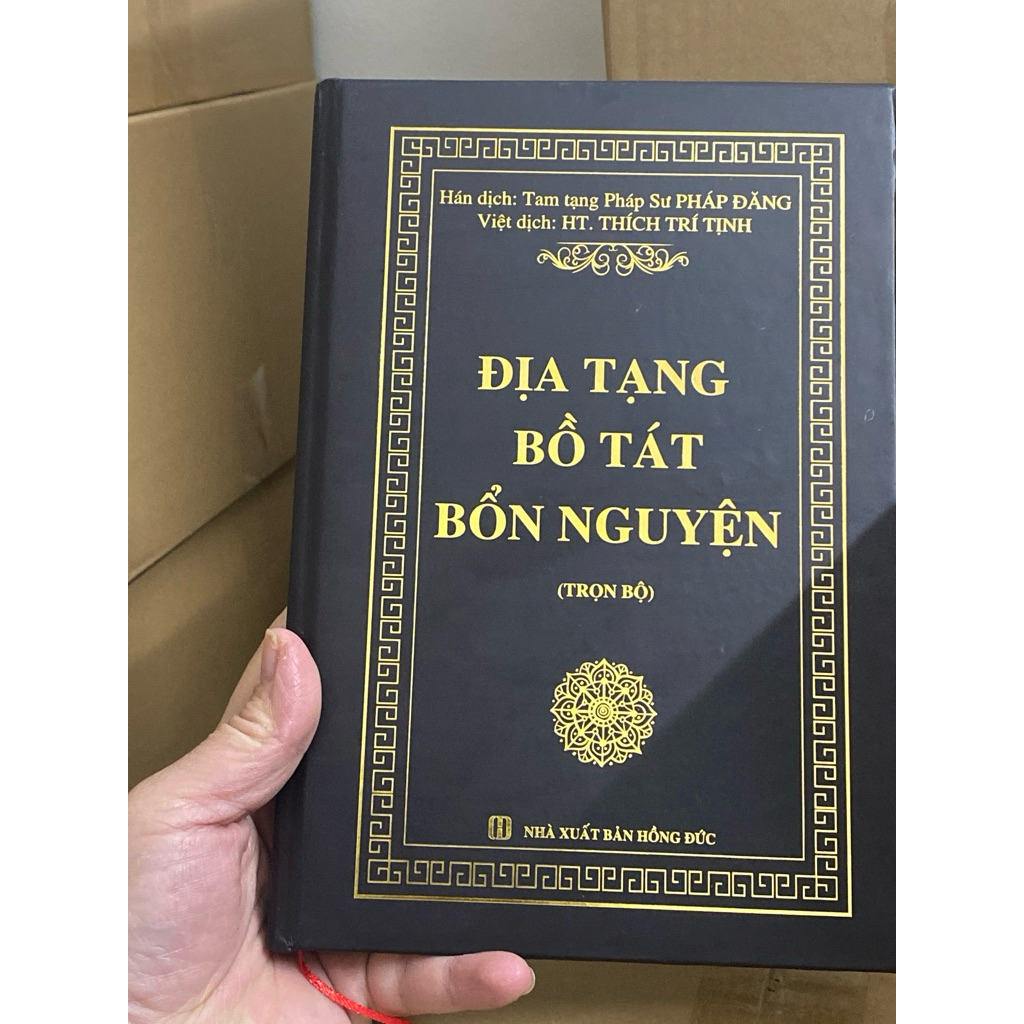 Hán dịch: Tam tạng Pháp Sư PHÁP ĐĂNG
Việt dịch: HT. THÍCH TRÍ TỊNH
ĐỊA TẠNG
BỒ TÁT
BỔN NGUYỆN
(TRỌN BỘ)
NHÀ XUẤT BẢN HỒNG ĐỨC